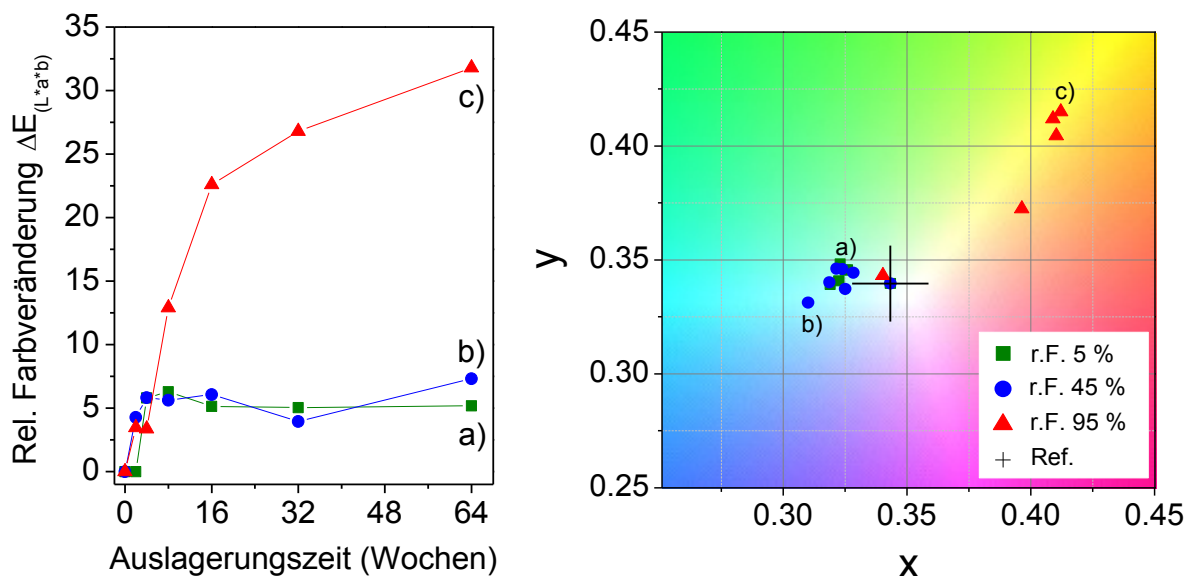 Rel. Farbveränderung ΔE(L*a*b)
35
30
25
20
15
10
5
0
c)
b)
a)
0 16 32 48 64
Auslagerungszeit (Wochen)
y
0.45
0.40
0.35
0.30
0.25
c)
a)
b)
r.F. 5 %
r.F. 45 %
r.F. 95 %
Ref.
0.30 0.35 0.40 0.45
x